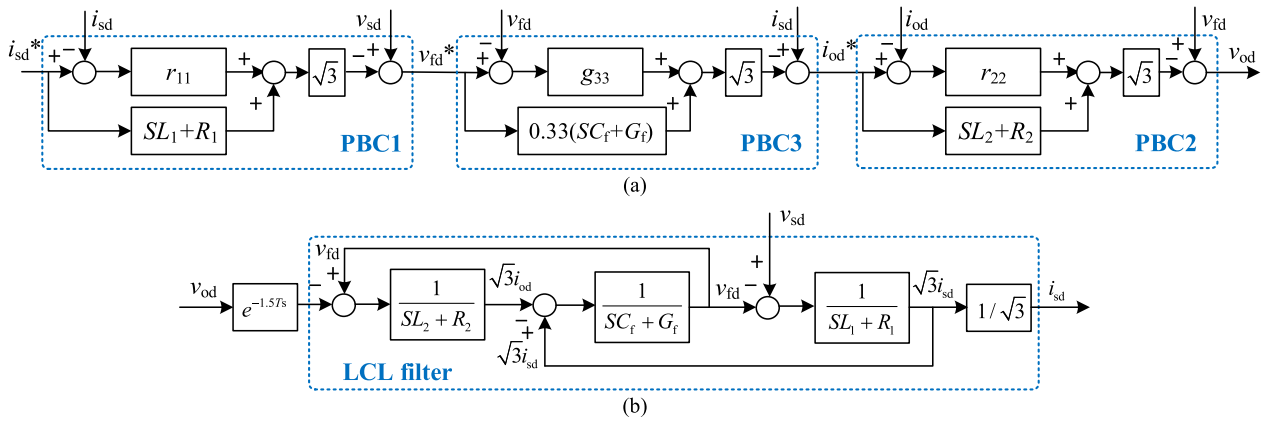 i_sd* − + i_sd r_11 SL_1+R_1 + + √3 − + v_sd PBC1
v_fd* − + v_fd g_33 0.33(SC_f+G_f) + + √3 − + i_sd PBC3
i_od* − + i_od r_22 SL_2+R_2 + + √3 − − v_fd v_od PBC2
(a)
v_od e^−1.5Ts − + v_fd 1/(SL_2+R_2) √3i_od − + √3i_sd 1/(SC_f+G_f) v_fd − + v_sd 1/(SL_1+R_1) √3i_sd 1/√3 i_sd
LCL filter
(b)